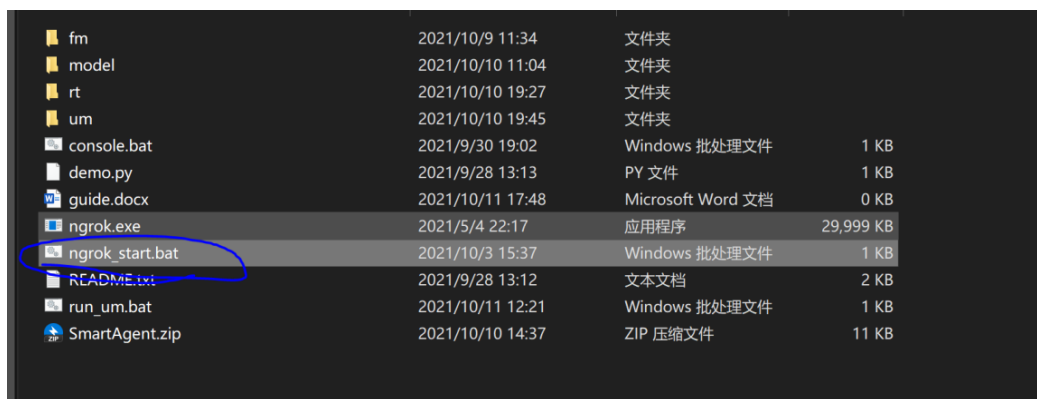 fm 2021/10/9 11:34 文件夹
model 2021/10/10 11:04 文件夹
rt 2021/10/10 19:27 文件夹
um 2021/10/10 19:45 文件夹
console.bat 2021/9/30 19:02 Windows 批处理文件 1 KB
demo.py 2021/9/28 13:13 PY 文件 1 KB
guide.docx 2021/10/11 17:48 Microsoft Word 文档 0 KB
ngrok.exe 2021/5/4 22:17 应用程序 29,999 KB
ngrok_start.bat 2021/10/3 15:37 Windows 批处理文件 1 KB
README.txt 2021/9/28 13:12 文本文档 2 KB
run_um.bat 2021/10/11 12:21 Windows 批处理文件 1 KB
SmartAgent.zip 2021/10/10 14:37 ZIP 压缩文件 11 KB